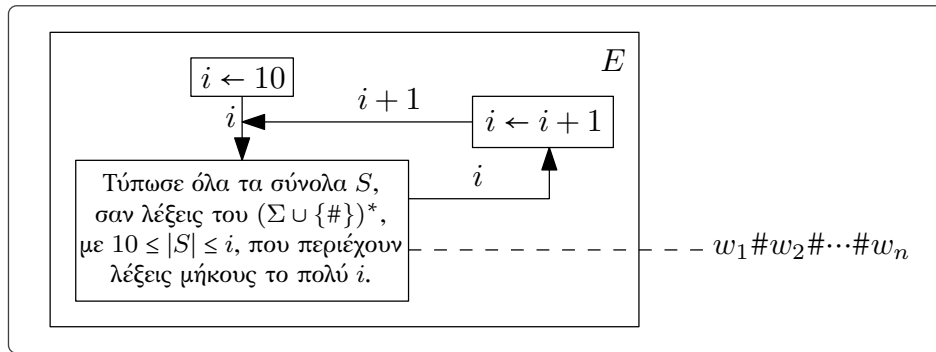 E
i ← 10
i + 1
i
i ← i + 1
i
Τύπωσε όλα τα σύνολα S,
σαν λέξεις του (Σ ∪ {#})*,
με 10 ≤ |S| ≤ i, που περιέχουν
λέξεις μήκους το πολύ i.
w₁#w₂#⋯#wₙ